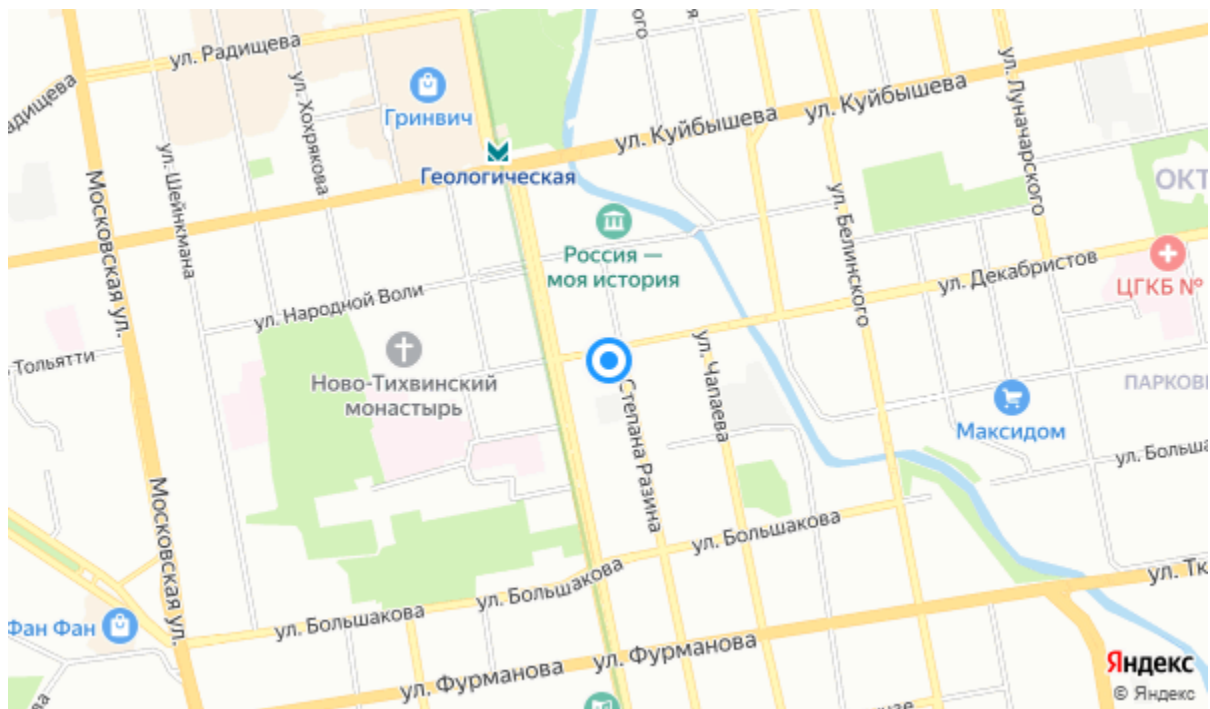 ул. Радищева
адищева
Гринвич
ул. Хохрякова
ул. Шейнкмана
Московская ул.
Геологическая
ул. Куйбышева
ул. Куйбышева
ул. Луначарского
ОКТ
ул. Белинского
Россия —
моя история
ул. Декабристов
ЦГКБ №
ул. Народной Воли
Тольятти
Ново-Тихвинский
монастырь
Степана Разина
ул. Чапаева
Максидом
ПАРКОВ
ул. Больша
ул. Большакова
ул. Большакова
ул. Большакова
Московская ул.
Фан Фан
ул. Тк
ул. Фурманова
ул. Фурманова
Яндекс
© Яндекс